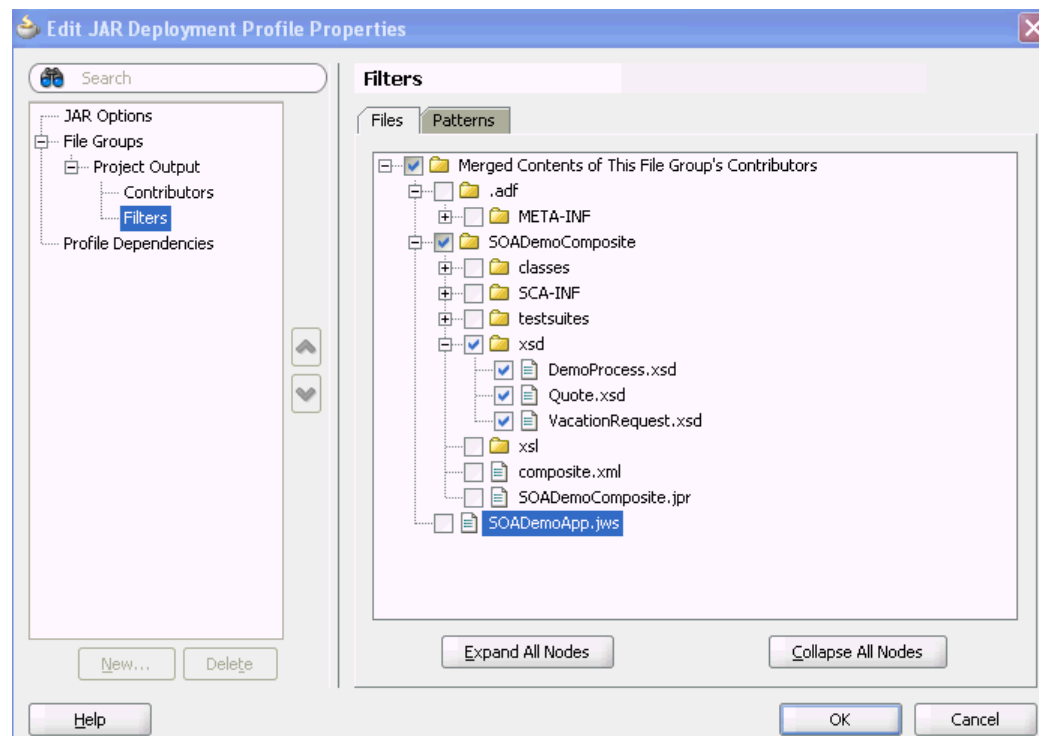 Edit JAR Deployment Profile Properties
Search
JAR Options
File Groups
Project Output
Contributors
Filters
Profile Dependencies
New...
Delete
Filters
Files
Patterns
Merged Contents of This File Group's Contributors
.adf
META-INF
SOADemoComposite
classes
SCA-INF
testsuites
xsd
DemoProcess.xsd
Quote.xsd
VacationRequest.xsd
xsl
composite.xml
SOADemoComposite.jpr
SOADemoApp.jws
Expand All Nodes
Collapse All Nodes
Help
OK
Cancel